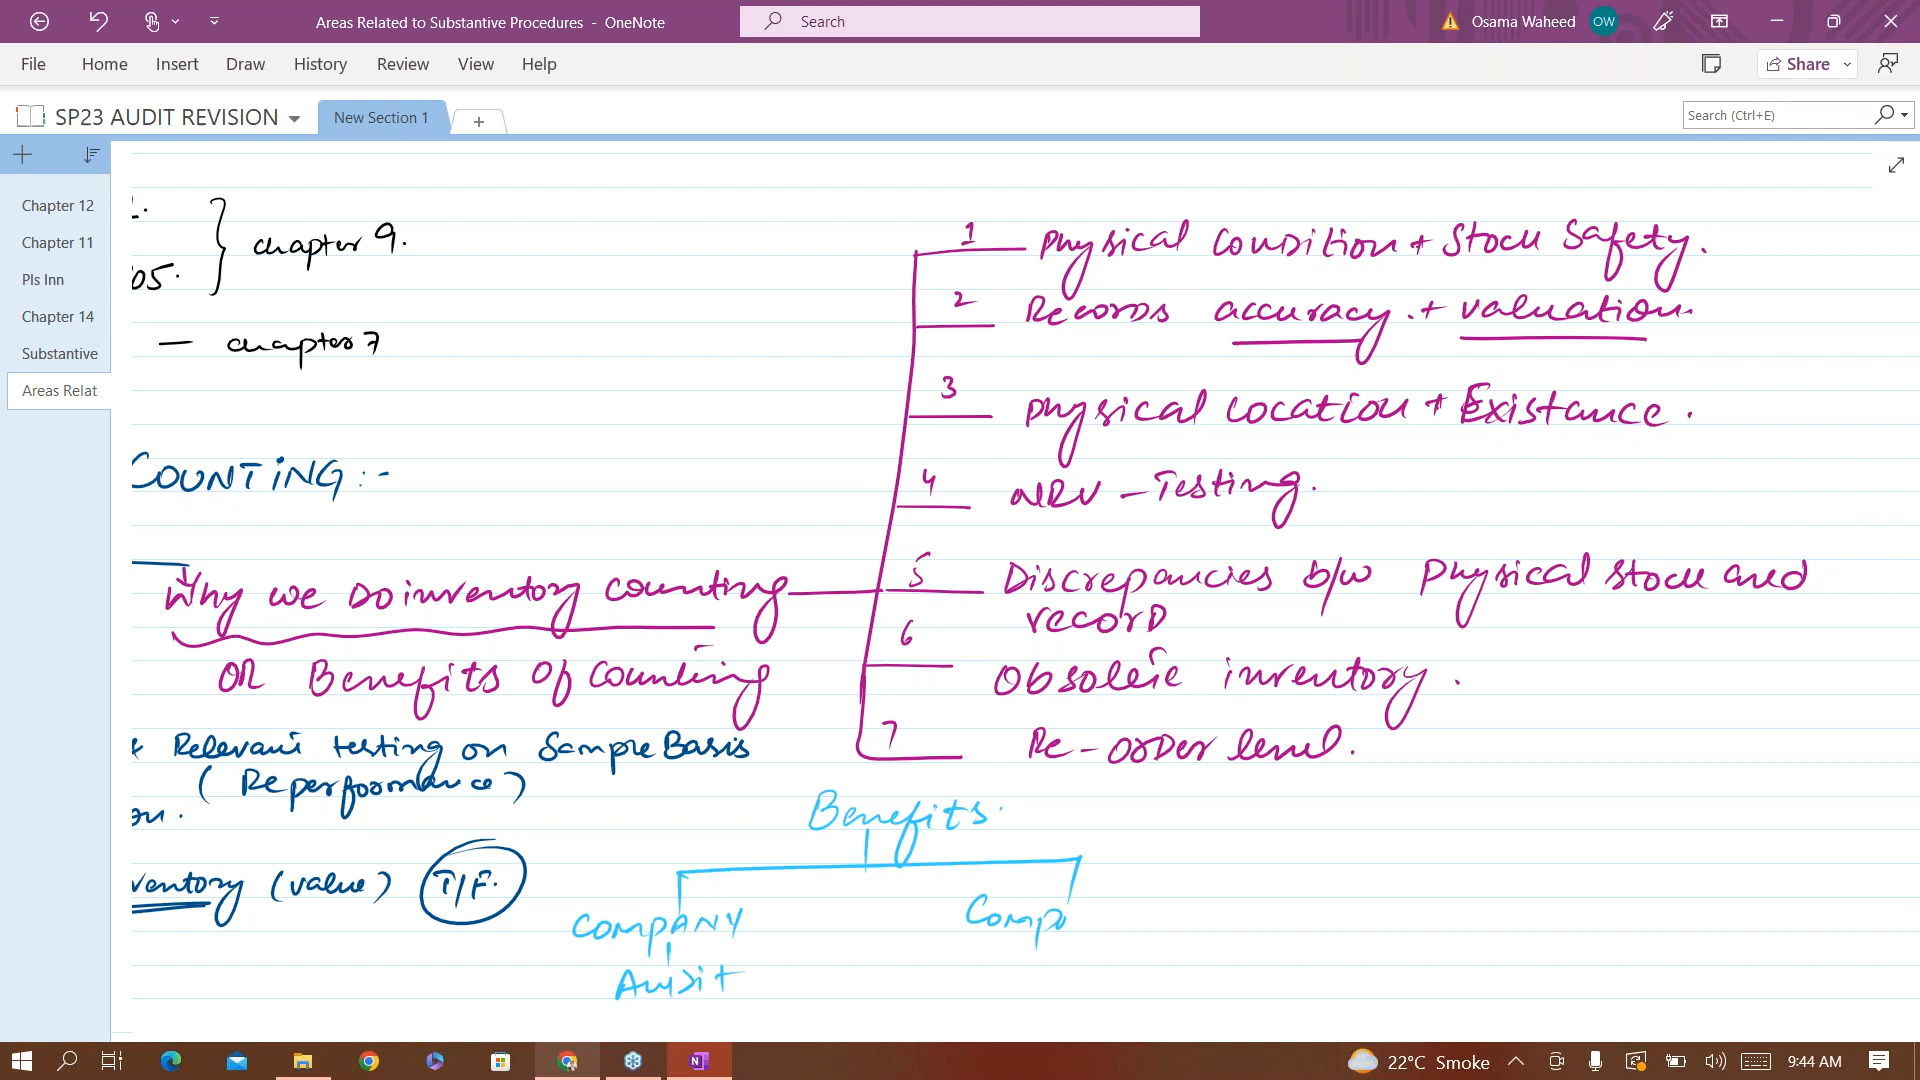 Areas Related to Substantive Procedures - OneNote
Search
Osama Waheed
OW
File Home Insert Draw History Review View Help
Share
SP23 AUDIT REVISION
New Section 1
Search (Ctrl+E)
Chapter 12
Chapter 11
Pls Inn
Chapter 14
Substantive
Areas Relat
05.
chapter 9.
— chapter 7
COUNTING :-
Why we Do inventory counting
OR Benefits Of Counting
1 Physical Condition + Stock Safety.
2 Records accuracy. + valuation.
3 Physical Location + Existance.
4 NRV - Testing.
5 Discrepancies b/w Physical stock and
record
6 Obsolete inventory.
7 Re-order level.
Relevant testing on Sample Basis
(Reperformance)
on.
ventory (value) T/F.
Benefits.
COMPANY Comp
Audit
22°C Smoke
9:44 AM